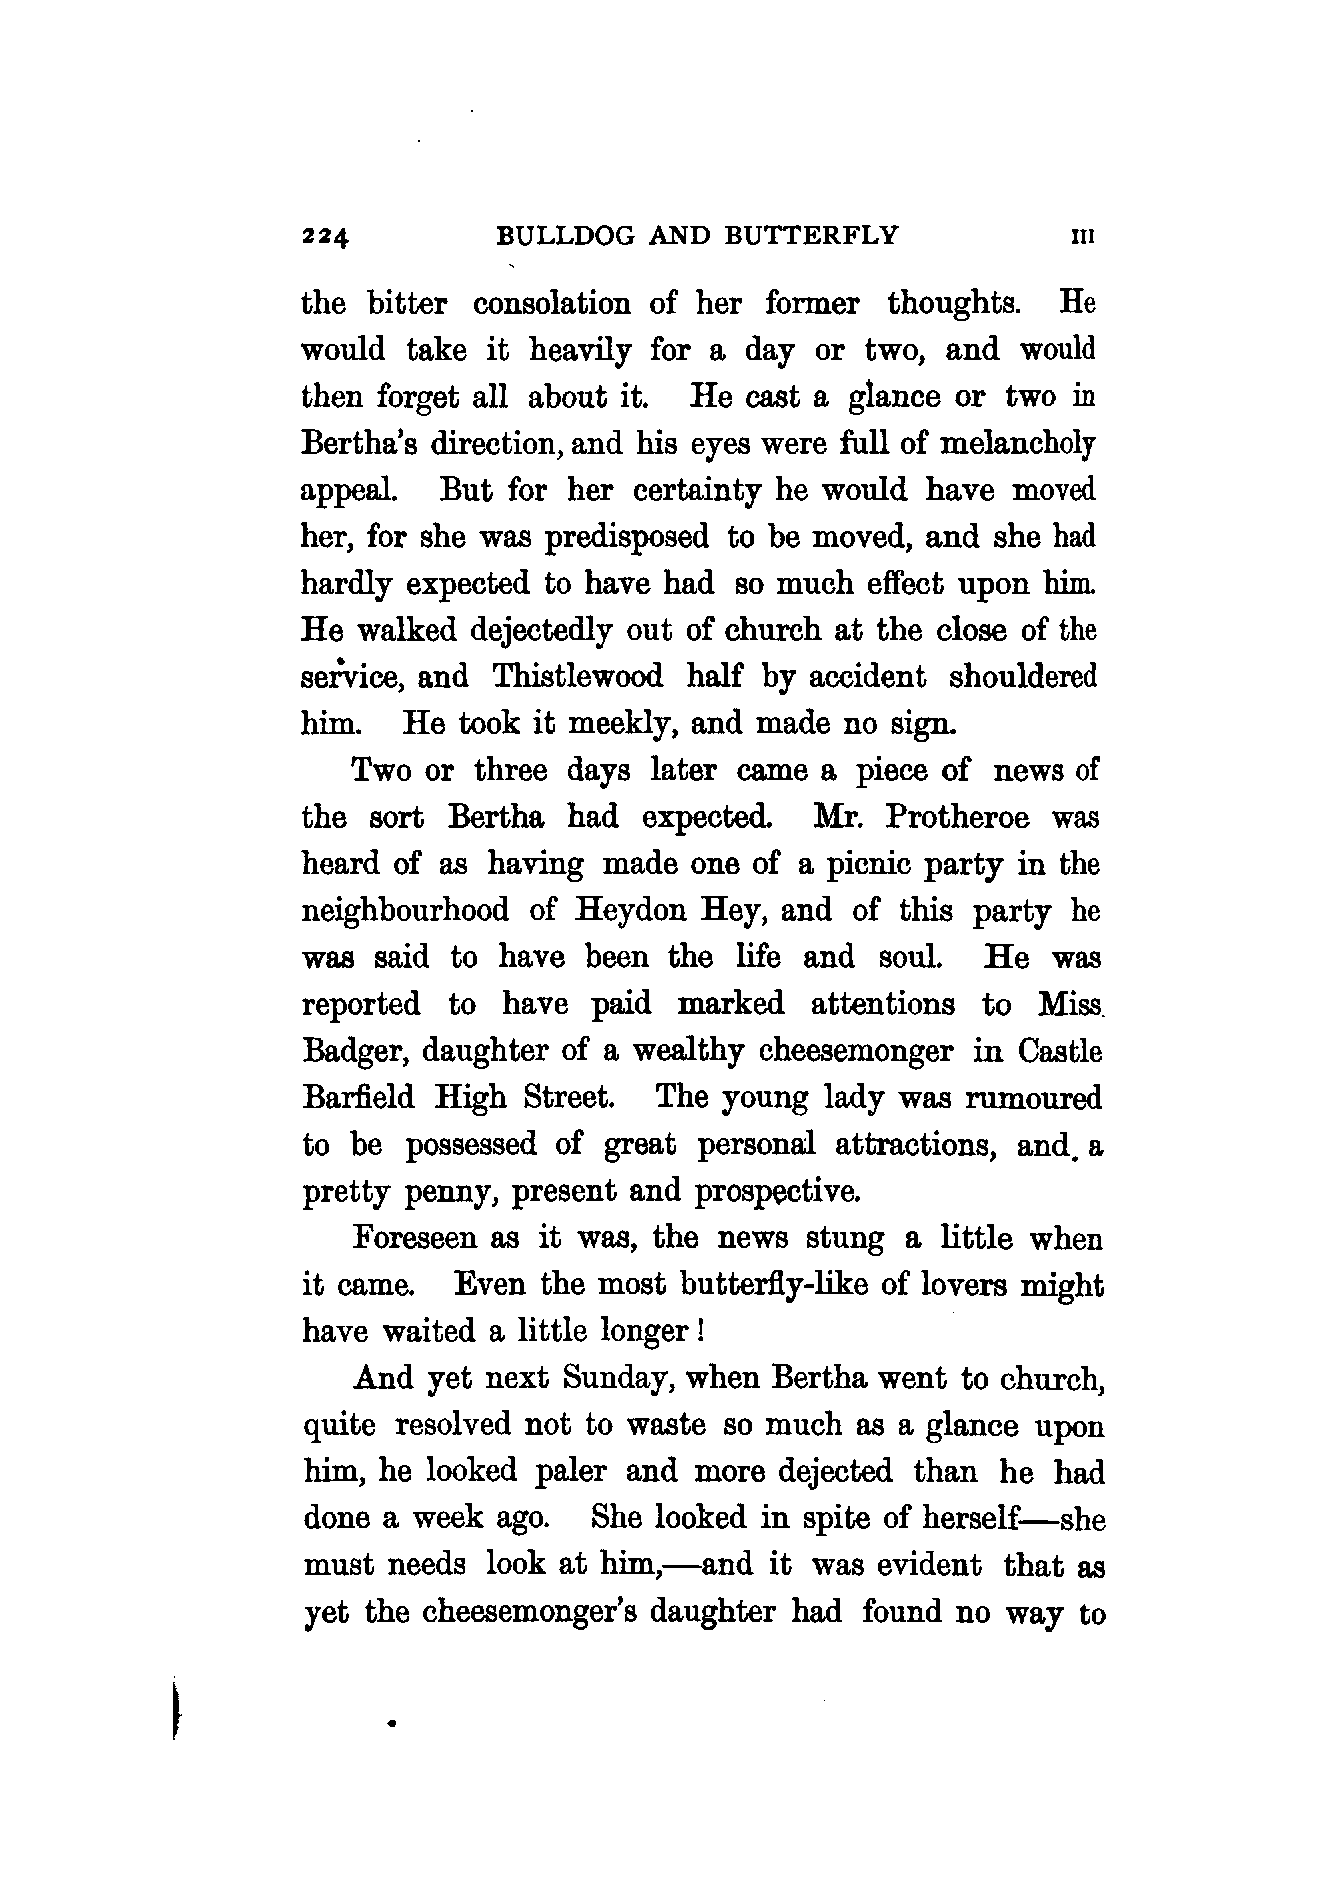 224 BULLDOG AND BUTTERFLY III
the bitter consolation of her former thoughts. He
would take it heavily for a day or two, and would
then forget all about it. He cast a glance or two in
Bertha's direction, and his eyes were full of melancholy
appeal. But for her certainty he would have moved
her, for she was predisposed to be moved, and she had
hardly expected to have had so much effect upon him.
He walked dejectedly out of church at the close of the
service, and Thistlewood half by accident shouldered
him. He took it meekly, and made no sign.
Two or three days later came a piece of news of
the sort Bertha had expected. Mr. Protheroe was
heard of as having made one of a picnic party in the
neighbourhood of Heydon Hey, and of this party he
was said to have been the life and soul. He was
reported to have paid marked attentions to Miss
Badger, daughter of a wealthy cheesemonger in Castle
Barfield High Street. The young lady was rumoured
to be possessed of great personal attractions, and a
pretty penny, present and prospective.
Foreseen as it was, the news stung a little when
it came. Even the most butterfly-like of lovers might
have waited a little longer!
And yet next Sunday, when Bertha went to church,
quite resolved not to waste so much as a glance upon
him, he looked paler and more dejected than he had
done a week ago. She looked in spite of herself—she
must needs look at him,—and it was evident that as
yet the cheesemonger's daughter had found no way to